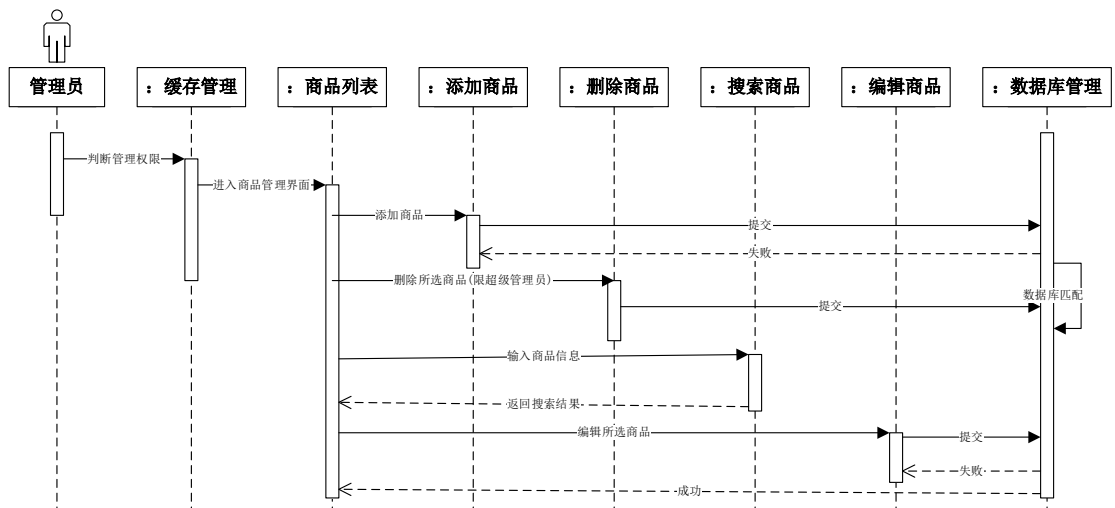 管理员
：缓存管理
：商品列表
：添加商品
：删除商品
：搜索商品
：编辑商品
：数据库管理
判断管理权限
进入商品管理界面
添加商品
提交
失败
删除所选商品(限超级管理员)
数据库匹配
提交
输入商品信息
返回搜索结果
编辑所选商品
提交
失败
成功